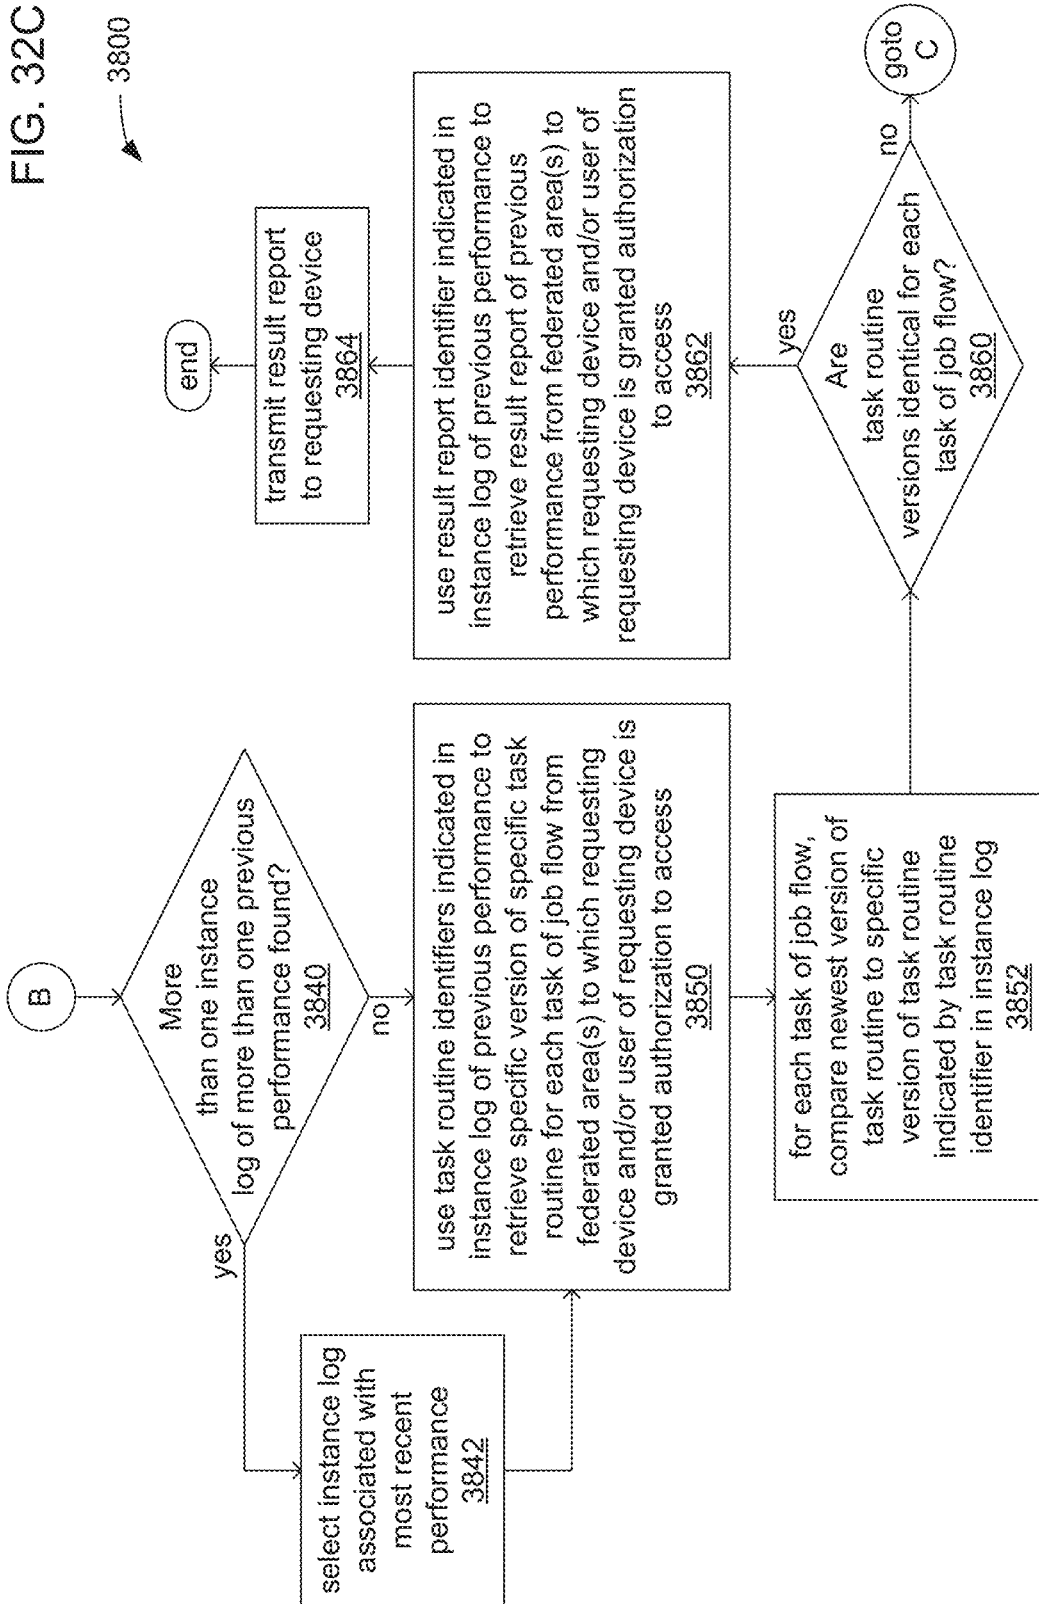 FIG. 32C
3800
B
More
than one instance
log of more than one previous
performance found?
3840
yes
no
select instance log
associated with
most recent
performance
3842
use task routine identifiers indicated in
instance log of previous performance to
retrieve specific version of specific task
routine for each task of job flow from
federated area(s) to which requesting
device and/or user of requesting device is
granted authorization to access
3850
for each task of job flow,
compare newest version of
task routine to specific
version of task routine
indicated by task routine
identifier in instance log
3852
Are
task routine
versions identical for each
task of job flow?
3860
yes
no
goto
C
use result report identifier indicated in
instance log of previous performance to
retrieve result report of previous
performance from federated area(s) to
which requesting device and/or user of
requesting device is granted authorization
to access
3862
transmit result report
to requesting device
3864
end